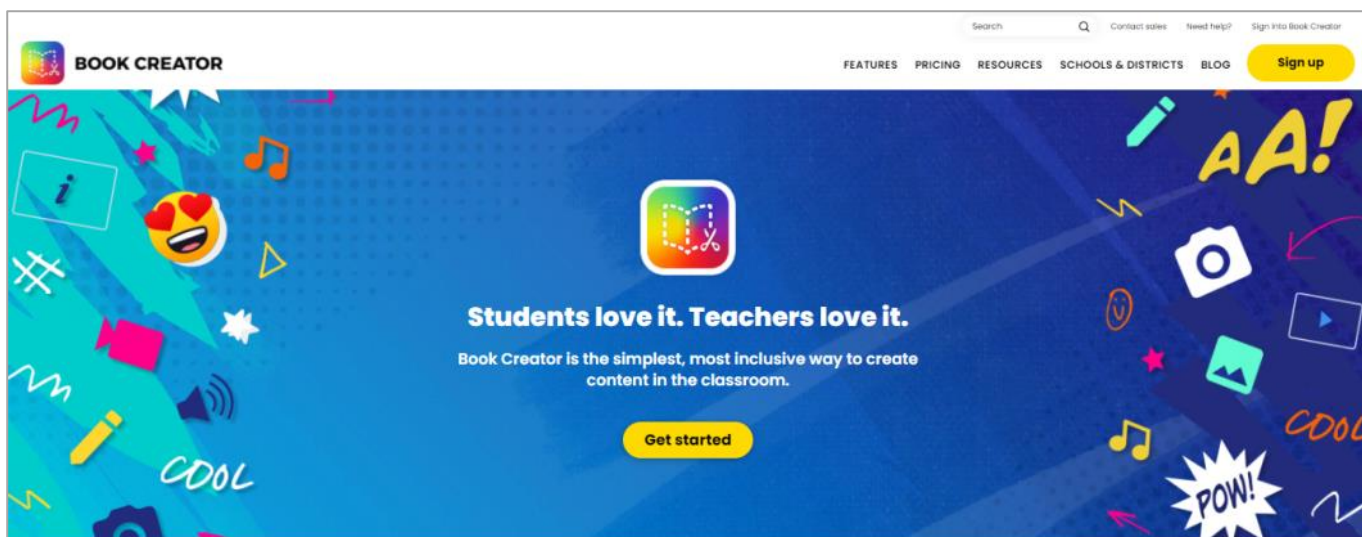 Search Contact sales Need help? Sign into Book Creator
BOOK CREATOR
FEATURES PRICING RESOURCES SCHOOLS & DISTRICTS BLOG Sign up
AA!
i
Students love it. Teachers love it.
Book Creator is the simplest, most inclusive way to create
content in the classroom.
Get started
COOL
COOL
POW!